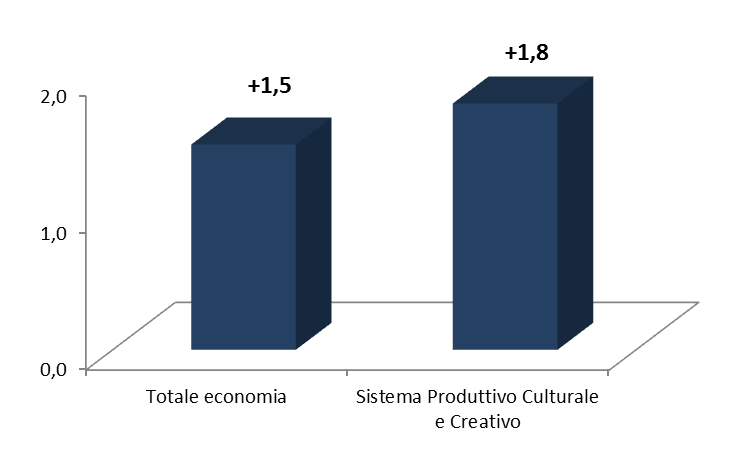 +1,8
+1,5
2,0
1,0
0,0
Totale economia
Sistema Produttivo Culturale
e Creativo